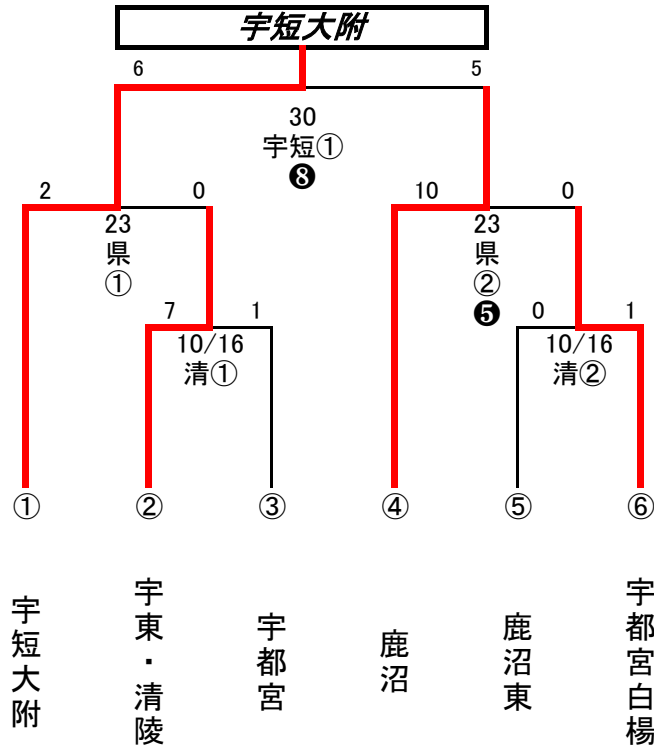 宇短大附
6 5
30
宇短①
❽
2 0 10 0
23 23
県 県
① ②
❺
7 1 0 1
10/16 10/16
清① 清②
① ② ③ ④ ⑤ ⑥
宇短大附
宇東・清陵
宇都宮
鹿沼
鹿沼東
宇都宮白楊